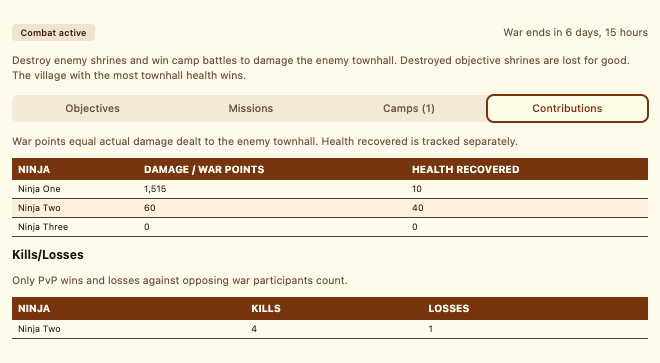 Combat active
War ends in 6 days, 15 hours
Destroy enemy shrines and win camp battles to damage the enemy townhall. Destroyed objective shrines are lost for good.
The village with the most townhall health wins.
Objectives Missions Camps (1) Contributions
War points equal actual damage dealt to the enemy townhall. Health recovered is tracked separately.
NINJA DAMAGE / WAR POINTS HEALTH RECOVERED
Ninja One 1,515 10
Ninja Two 60 40
Ninja Three 0 0
Kills/Losses
Only PvP wins and losses against opposing war participants count.
NINJA KILLS LOSSES
Ninja Two 4 1